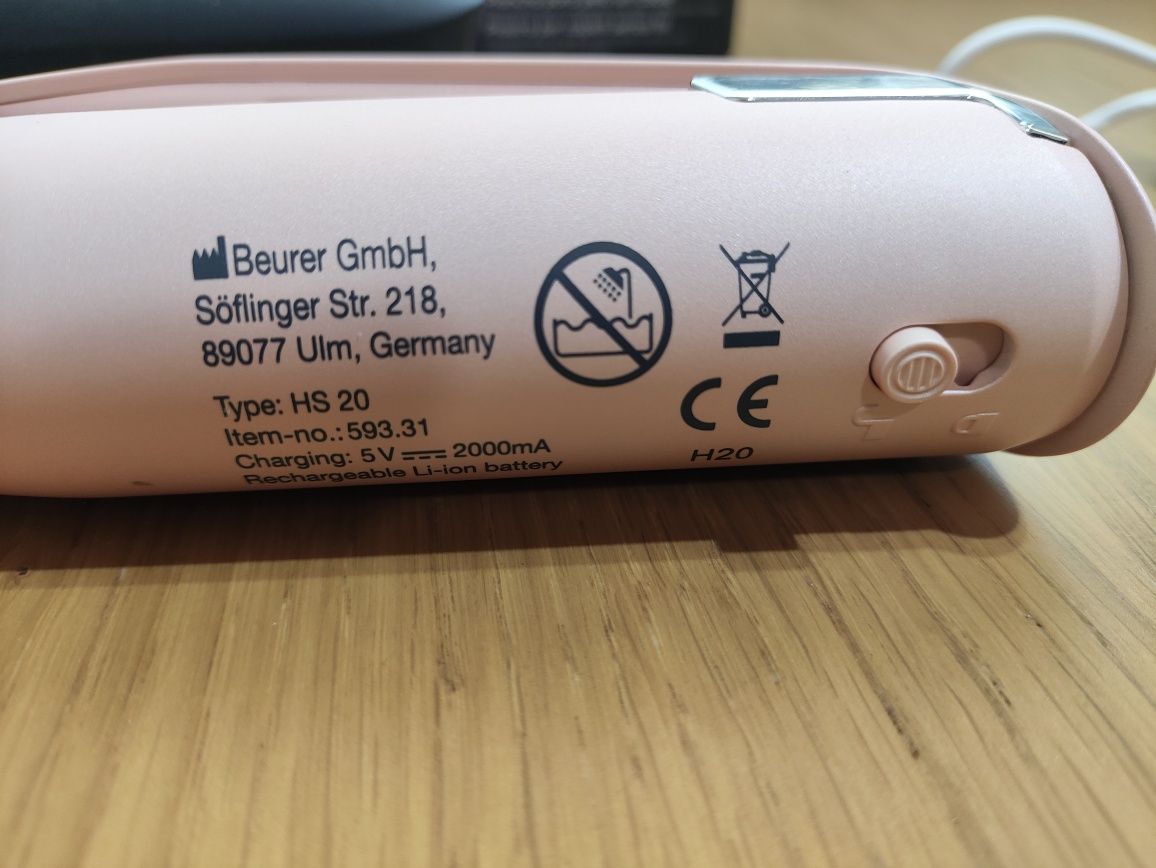 Beurer GmbH,
Söflinger Str. 218,
89077 Ulm, Germany
Type: HS 20
Item-no.: 593.31
Charging: 5V ⎓ 2000mA
Rechargeable Li-ion battery
CE
H20